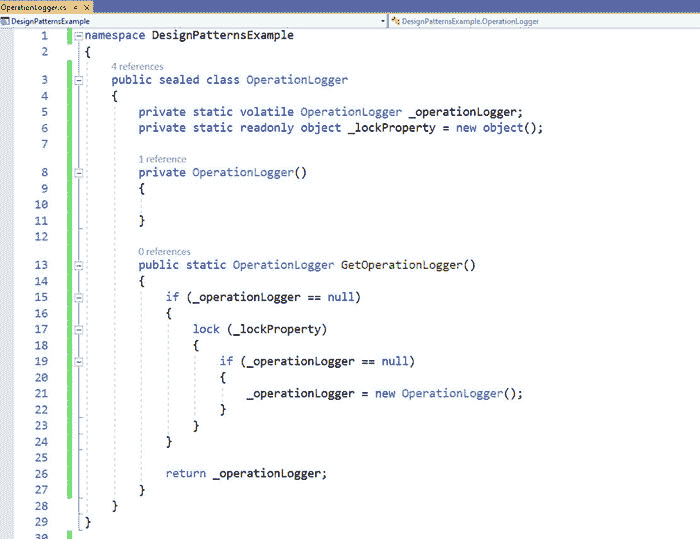 OperationLogger.cs
DesignPatternsExample DesignPatternsExample.OperationLogger
1 namespace DesignPatternsExample
2 {
4 references
3 public sealed class OperationLogger
4 {
5 private static volatile OperationLogger _operationLogger;
6 private static readonly object _lockProperty = new object();
7
1 reference
8 private OperationLogger()
9 {
10
11 }
12
0 references
13 public static OperationLogger GetOperationLogger()
14 {
15 if (_operationLogger == null)
16 {
17 lock (_lockProperty)
18 {
19 if (_operationLogger == null)
20 {
21 _operationLogger = new OperationLogger();
22 }
23 }
24 }
25
26 return _operationLogger;
27 }
28 }
29 }
30